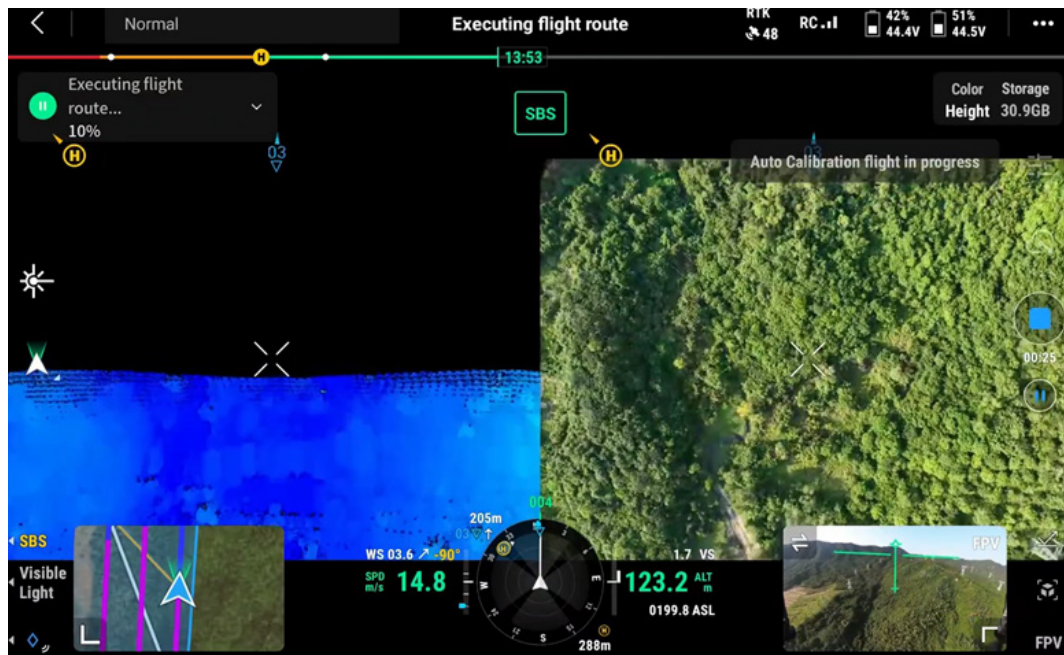 Normal
Executing flight route
RTK
48
RC
42%
44.4V
51%
44.5V
H
13:53
Executing flight
route...
10%
SBS
Color
Height
Storage
30.9GB
H
03
H
03
Auto Calibration flight in progress
00:25
004
205m
03
SBS
Visible
Light
WS 03.6
-90°
1.7 VS
SPD
m/s
14.8
H
W
E
S
123.2
ALT
m
0199.8 ASL
H
288m
FPV
FPV